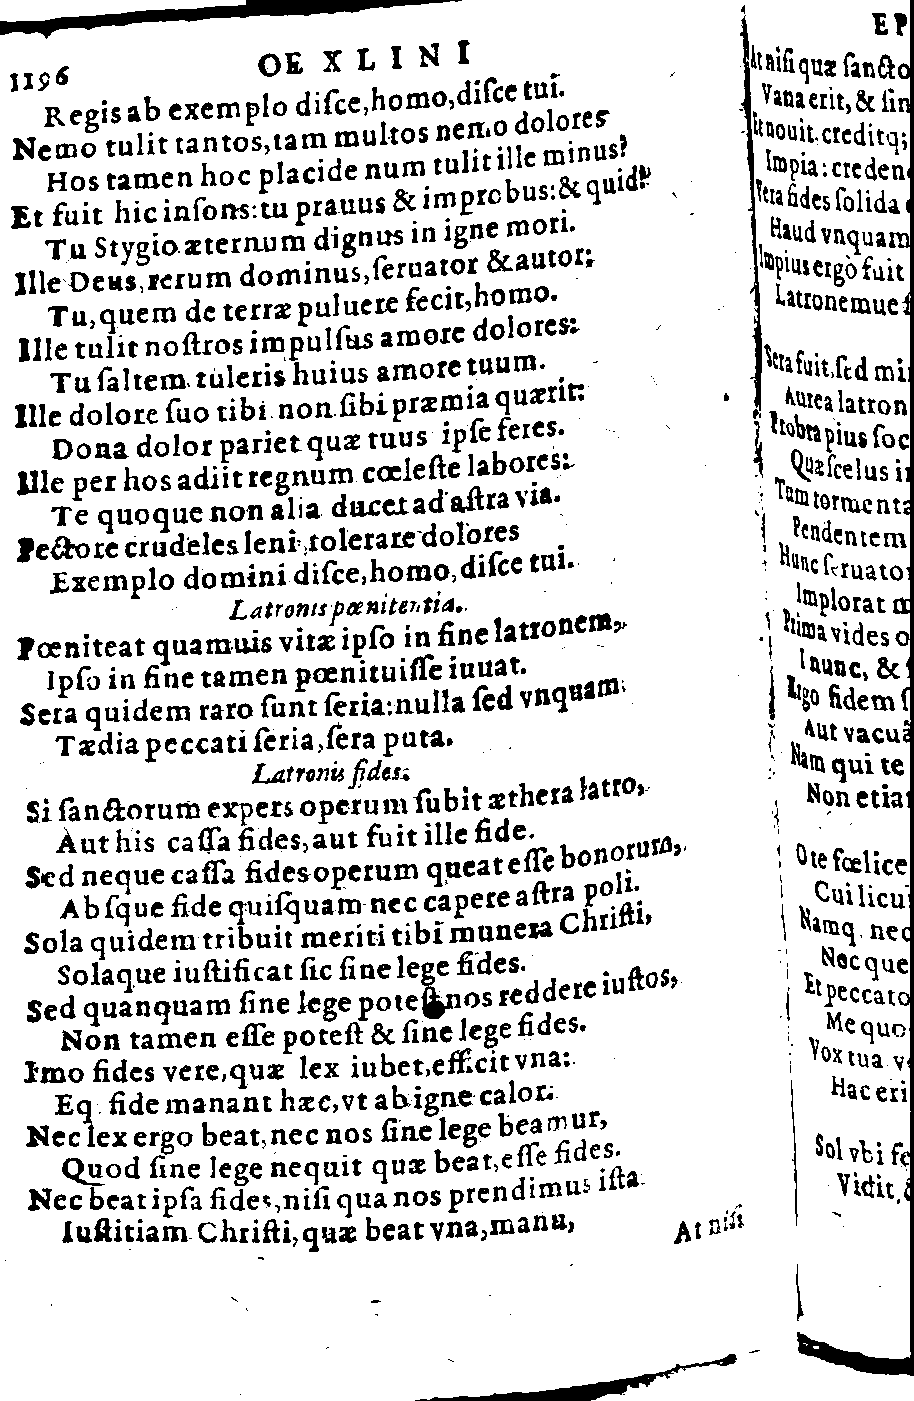 1196 OEXLINI
Regis ab exemplo disce, homo, disce tui.
Nemo tulit tantos, tam multos nemo dolores
Hos tamen hoc placide num tulit ille minus?
Et fuit hic insons: tu prauus & improbus: & quid?
Tu Stygio æternum dignus in igne mori.
Ille Deus, rerum dominus, seruator & autor:
Tu, quem de terræ puluere fecit, homo.
Ille tulit nostros impulsus amore dolores:
Tu saltem tuleris huius amore tuum.
Ille dolore suo tibi non sibi præmia quærit:
Dona dolor pariet quæ tuus ipse feres.
Ille per hos adiit regnum cœleste labores:
Te quoque non alia ducet ad astra via.
Pectore crudeles leni tolerare dolores
Exemplo domini disce, homo, disce tui.
Latronis pœnitentia.
Pœniteat quamuis vitæ ipso in fine latronem,
Ipso in fine tamen pœnituisse iuuat.
Sera quidem raro sunt seria: nulla sed vnquam
Tædia peccati seria, sera puta.
Latronis fides.
Si sanctorum expers operum subit æthera latro,
Aut his cassa fides, aut fuit ille fide.
Sed neque cassa fides operum queat esse bonorum,
Absque fide quisquam nec capere astra poli.
Sola quidem tribuit meriti tibi munera Christi,
Solaque iustificat sic sine lege fides.
Sed quanquam sine lege potest nos reddere iustos,
Non tamen esse potest & sine lege fides.
Imo fides vere, quæ lex iubet, efficit vna:
Eq fide manant hæc, vt ab igne calor.
Nec lex ergo beat, nec nos sine lege beamur,
Quod sine lege nequit quæ beat, esse fides.
Nec beat ipsa fides, nisi qua nos prendimus ista
Iustitiam Christi, quæ beat vna, manu,
At nisi
EP
At nisi quæ sancto
Vana erit, & sin
Et nouit creditq;
Impia: creden
Vera fides solida
Haud vnquam
Impius ergo fuit
Latronemue
Sera fuit, sed mi
Aurea latron
Probra pius soc
Quæ scelus i
Tum tormenta
Pendentem
Hunc seruator
Implorat m
Prima vides o
I nunc, &
Ergo fidem
Aut vacuã
Nam qui te
Non etia
O te fœlice
Cui licui
Namq. nec
Nec que
Et peccato
Me quo
Vox tua v
Hac eri
Sol vbi fe
Vidit,